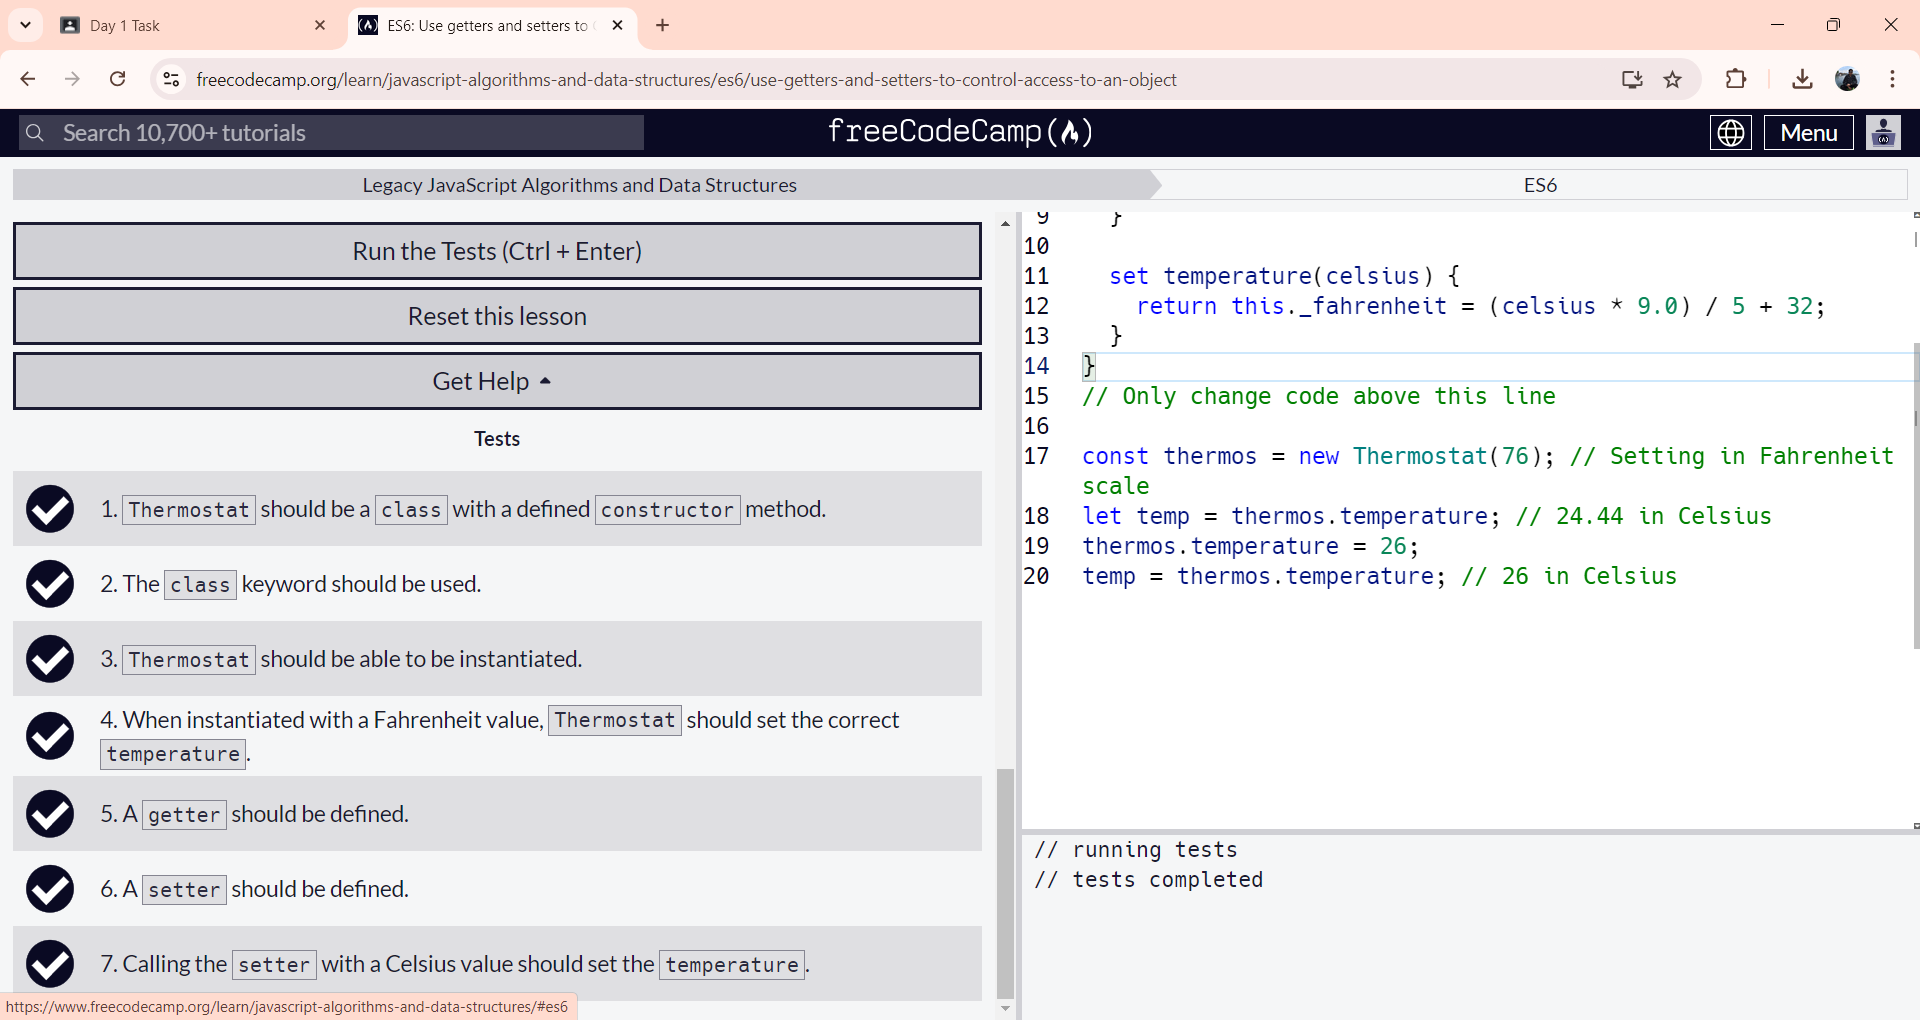 Day 1 Task
ES6: Use getters and setters to
freecodecamp.org/learn/javascript-algorithms-and-data-structures/es6/use-getters-and-setters-to-control-access-to-an-object
Search 10,700+ tutorials
freeCodeCamp
Menu
Legacy JavaScript Algorithms and Data Structures
ES6
Run the Tests (Ctrl + Enter)
Reset this lesson
Get Help
Tests
1. Thermostat should be a class with a defined constructor method.
2. The class keyword should be used.
3. Thermostat should be able to be instantiated.
4. When instantiated with a Fahrenheit value, Thermostat should set the correct
temperature.
5. A getter should be defined.
6. A setter should be defined.
7. Calling the setter with a Celsius value should set the temperature.
https://www.freecodecamp.org/learn/javascript-algorithms-and-data-structures/#es6
9 }
10
11 set temperature(celsius) {
12 return this._fahrenheit = (celsius * 9.0) / 5 + 32;
13 }
14 }
15 // Only change code above this line
16
17 const thermos = new Thermostat(76); // Setting in Fahrenheit
scale
18 let temp = thermos.temperature; // 24.44 in Celsius
19 thermos.temperature = 26;
20 temp = thermos.temperature; // 26 in Celsius
// running tests
// tests completed